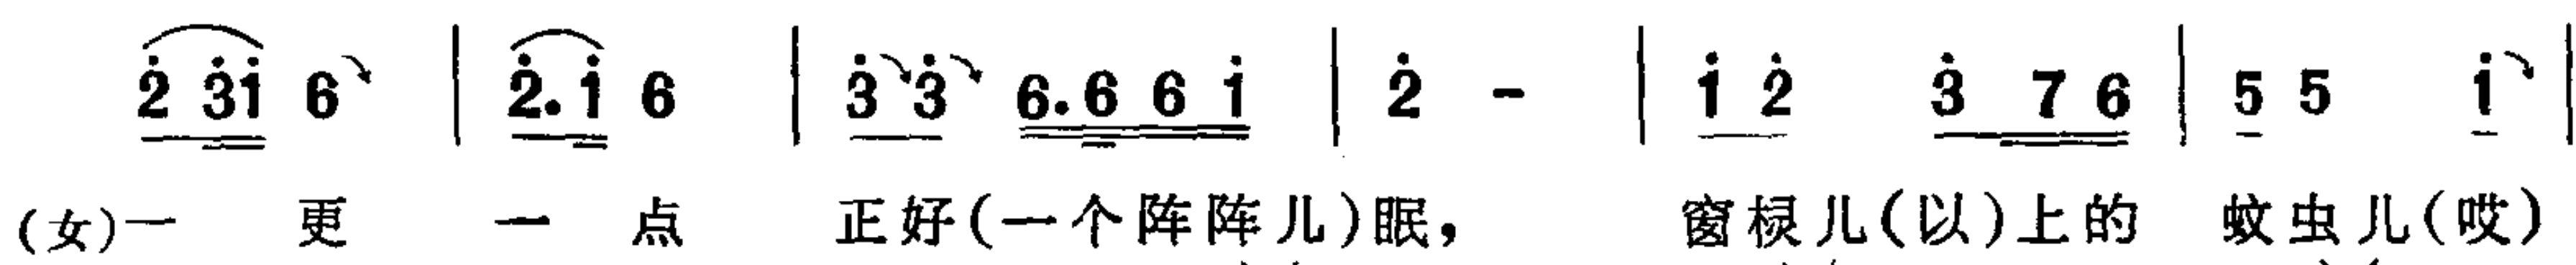 2̇ 3̇1̇ 6 | 2̇.1̇ 6 | 3̇ 3̇ 6.6 6 1̇ | 2̇ - | 1̇ 2̇ 3̇ 7 6 | 5 5 1̇ |
(女)一 更 一 点 正好(一个阵阵儿)眠， 窗棂儿(以)上的 蚊虫儿(哎)